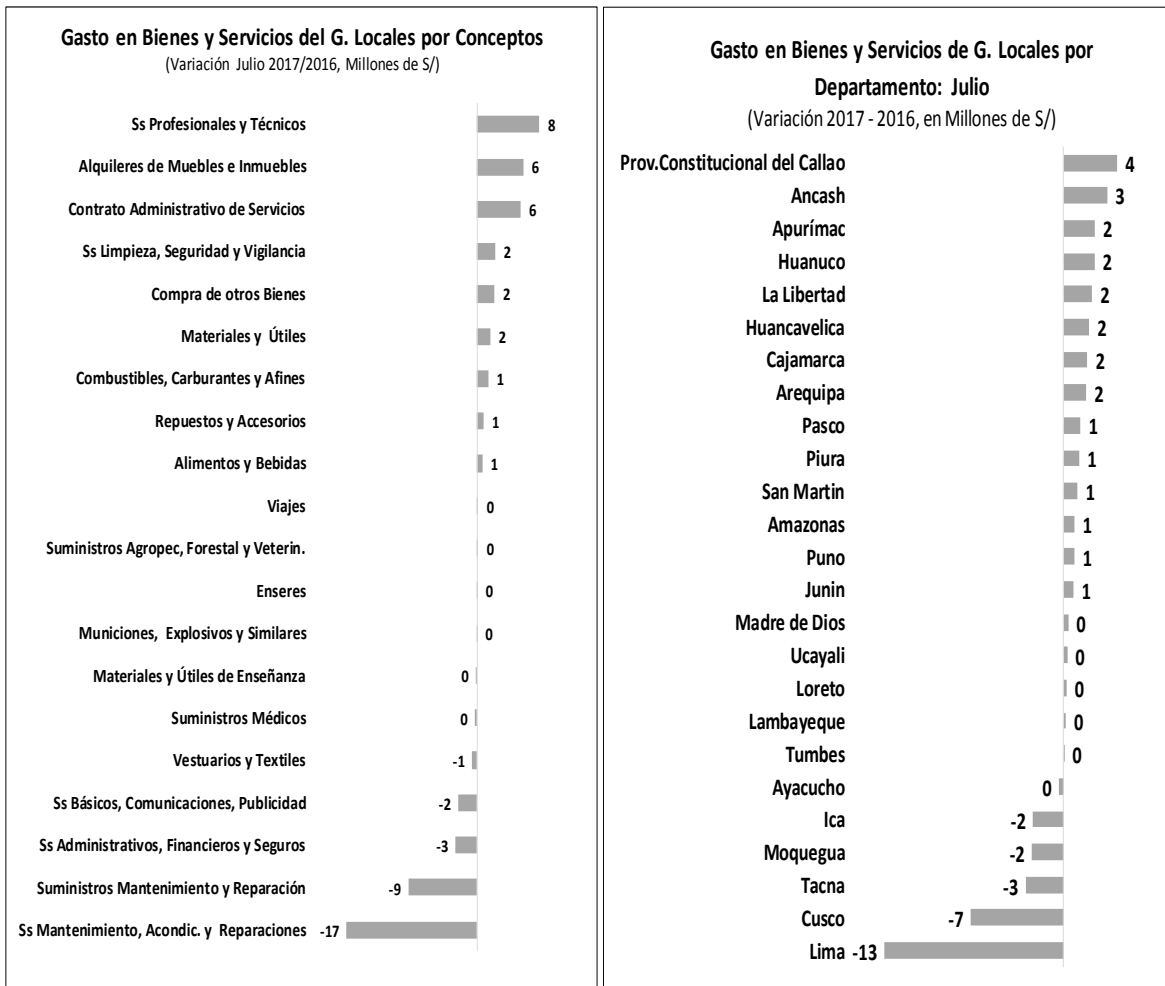 Gasto en Bienes y Servicios del G. Locales por Conceptos
(Variación Julio 2017/2016, Millones de S/)
Ss Profesionales y Técnicos 8
Alquileres de Muebles e Inmuebles 6
Contrato Administrativo de Servicios 6
Ss Limpieza, Seguridad y Vigilancia 2
Compra de otros Bienes 2
Materiales y Útiles 2
Combustibles, Carburantes y Afines 1
Repuestos y Accesorios 1
Alimentos y Bebidas 1
Viajes 0
Suministros Agropec, Forestal y Veterin. 0
Enseres 0
Municiones, Explosivos y Similares 0
Materiales y Útiles de Enseñanza 0
Suministros Médicos 0
Vestuarios y Textiles -1
Ss Básicos, Comunicaciones, Publicidad -2
Ss Administrativos, Financieros y Seguros -3
Suministros Mantenimiento y Reparación -9
Ss Mantenimiento, Acondic. y Reparaciones -17
Gasto en Bienes y Servicios de G. Locales por
Departamento: Julio
(Variación 2017 - 2016, en Millones de S/)
Prov.Constitucional del Callao 4
Ancash 3
Apurímac 2
Huanuco 2
La Libertad 2
Huancavelica 2
Cajamarca 2
Arequipa 2
Pasco 1
Piura 1
San Martin 1
Amazonas 1
Puno 1
Junin 1
Madre de Dios 0
Ucayali 0
Loreto 0
Lambayeque 0
Tumbes 0
Ayacucho 0
Ica -2
Moquegua -2
Tacna -3
Cusco -7
Lima -13